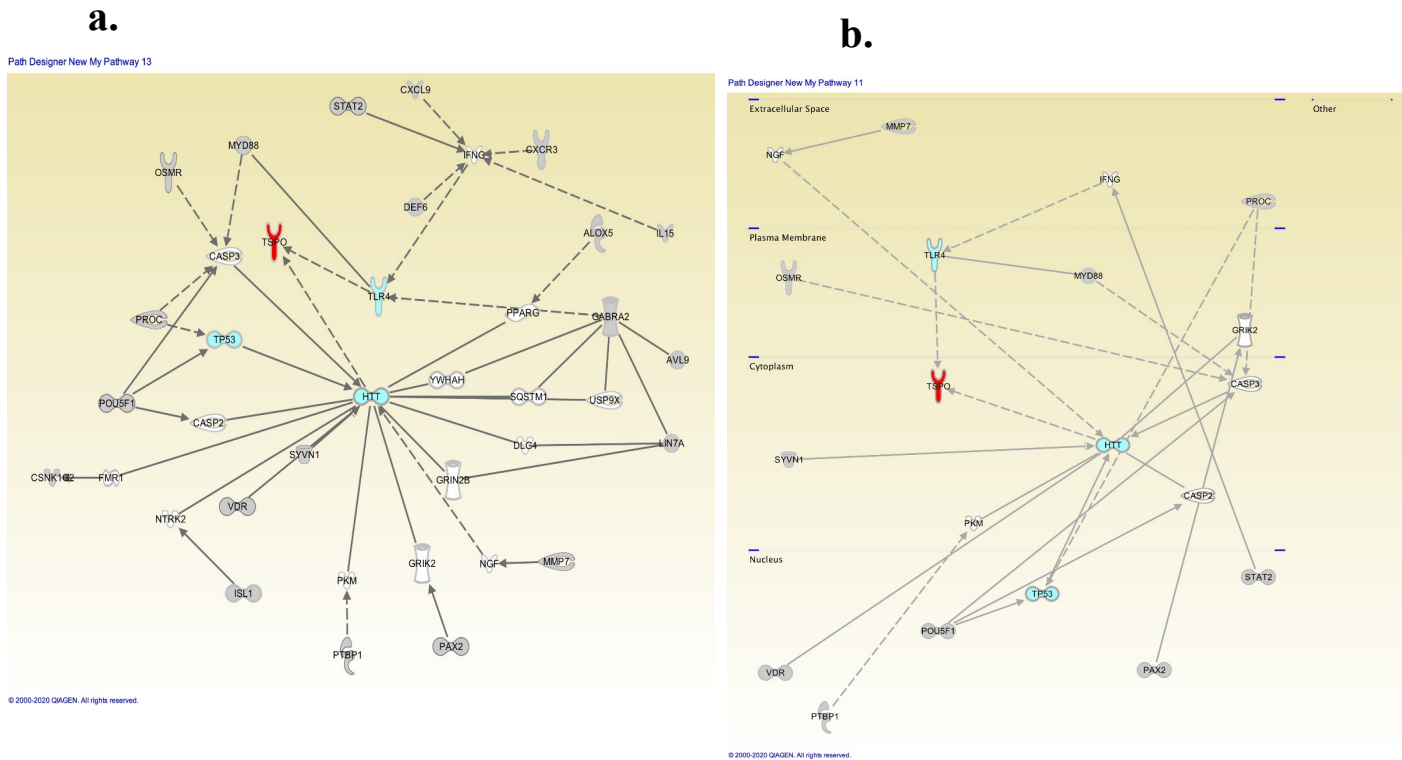 a.
b.
Path Designer New My Pathway 13
CXCL9
STAT2
MYD88
IFNG
CXCR3
OSMR
DEF6
ALOX5
IL15
TSPO
CASP3
TLR4
PROC
PPARG
GABRA2
TP53
AVL9
YWHAH
HTT
SQSTM1
USP9X
POU5F1
CASP2
DLG4
LIN7A
SYVN1
CSNK1G2
FMR1
GRIN2B
VDR
NTRK2
GRIK2
NGF
MMP7
PKM
ISL1
PAX2
PTBP1
© 2000-2020 QIAGEN. All rights reserved.
Path Designer New My Pathway 11
Extracellular Space
Other
MMP7
NGF
IFNG
PROC
Plasma Membrane
TLR4
MYD88
OSMR
GRIK2
Cytoplasm
TSPO
CASP3
HTT
SYVN1
CASP2
PKM
Nucleus
STAT2
TP53
POU5F1
VDR
PAX2
PTBP1
© 2000-2020 QIAGEN. All rights reserved.